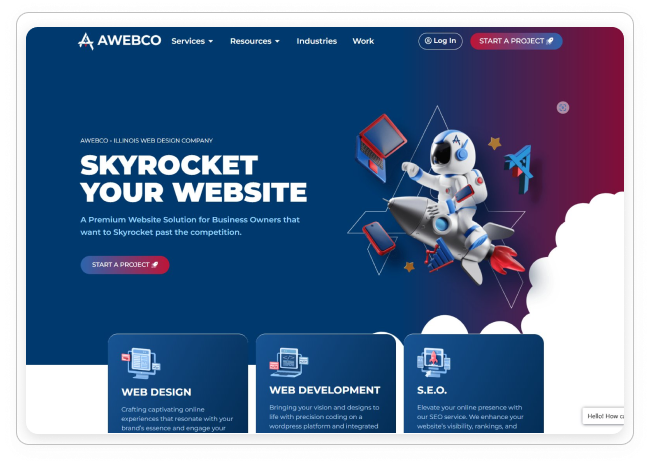 AWEBCO Services Resources Industries Work Log In START A PROJECT
AWEBCO - ILLINOIS WEB DESIGN COMPANY
SKYROCKET
YOUR WEBSITE
A Premium Website Solution for Business Owners that
want to Skyrocket past the competition.
START A PROJECT
WEB DESIGN
Crafting captivating online
experiences that resonate with your
brand's essence and engage your
WEB DEVELOPMENT
Bringing your vision and designs to
life with precision coding on a
wordpress platform and integrated
S.E.O.
Elevate your online presence with
our SEO service. We enhance your
website's visibility, rankings, and
Hello! How ca